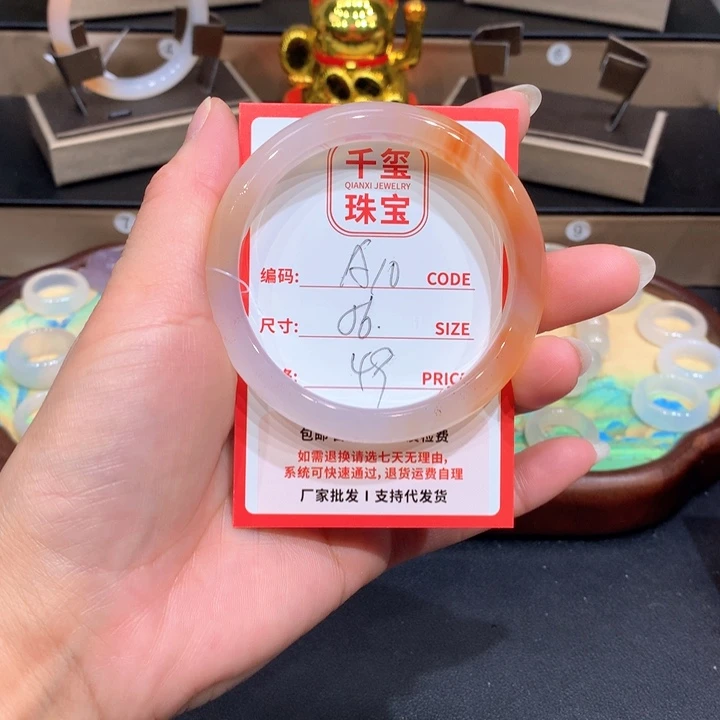 千玺
QIANXI JEWELRY
珠宝
编码: A10 CODE
尺寸: 56. SIZE
49 PRIC
包邮
如需退换请选七天无理由,
系统可快速通过, 退货运费自理
厂家批发 I 支持代发货
6
9